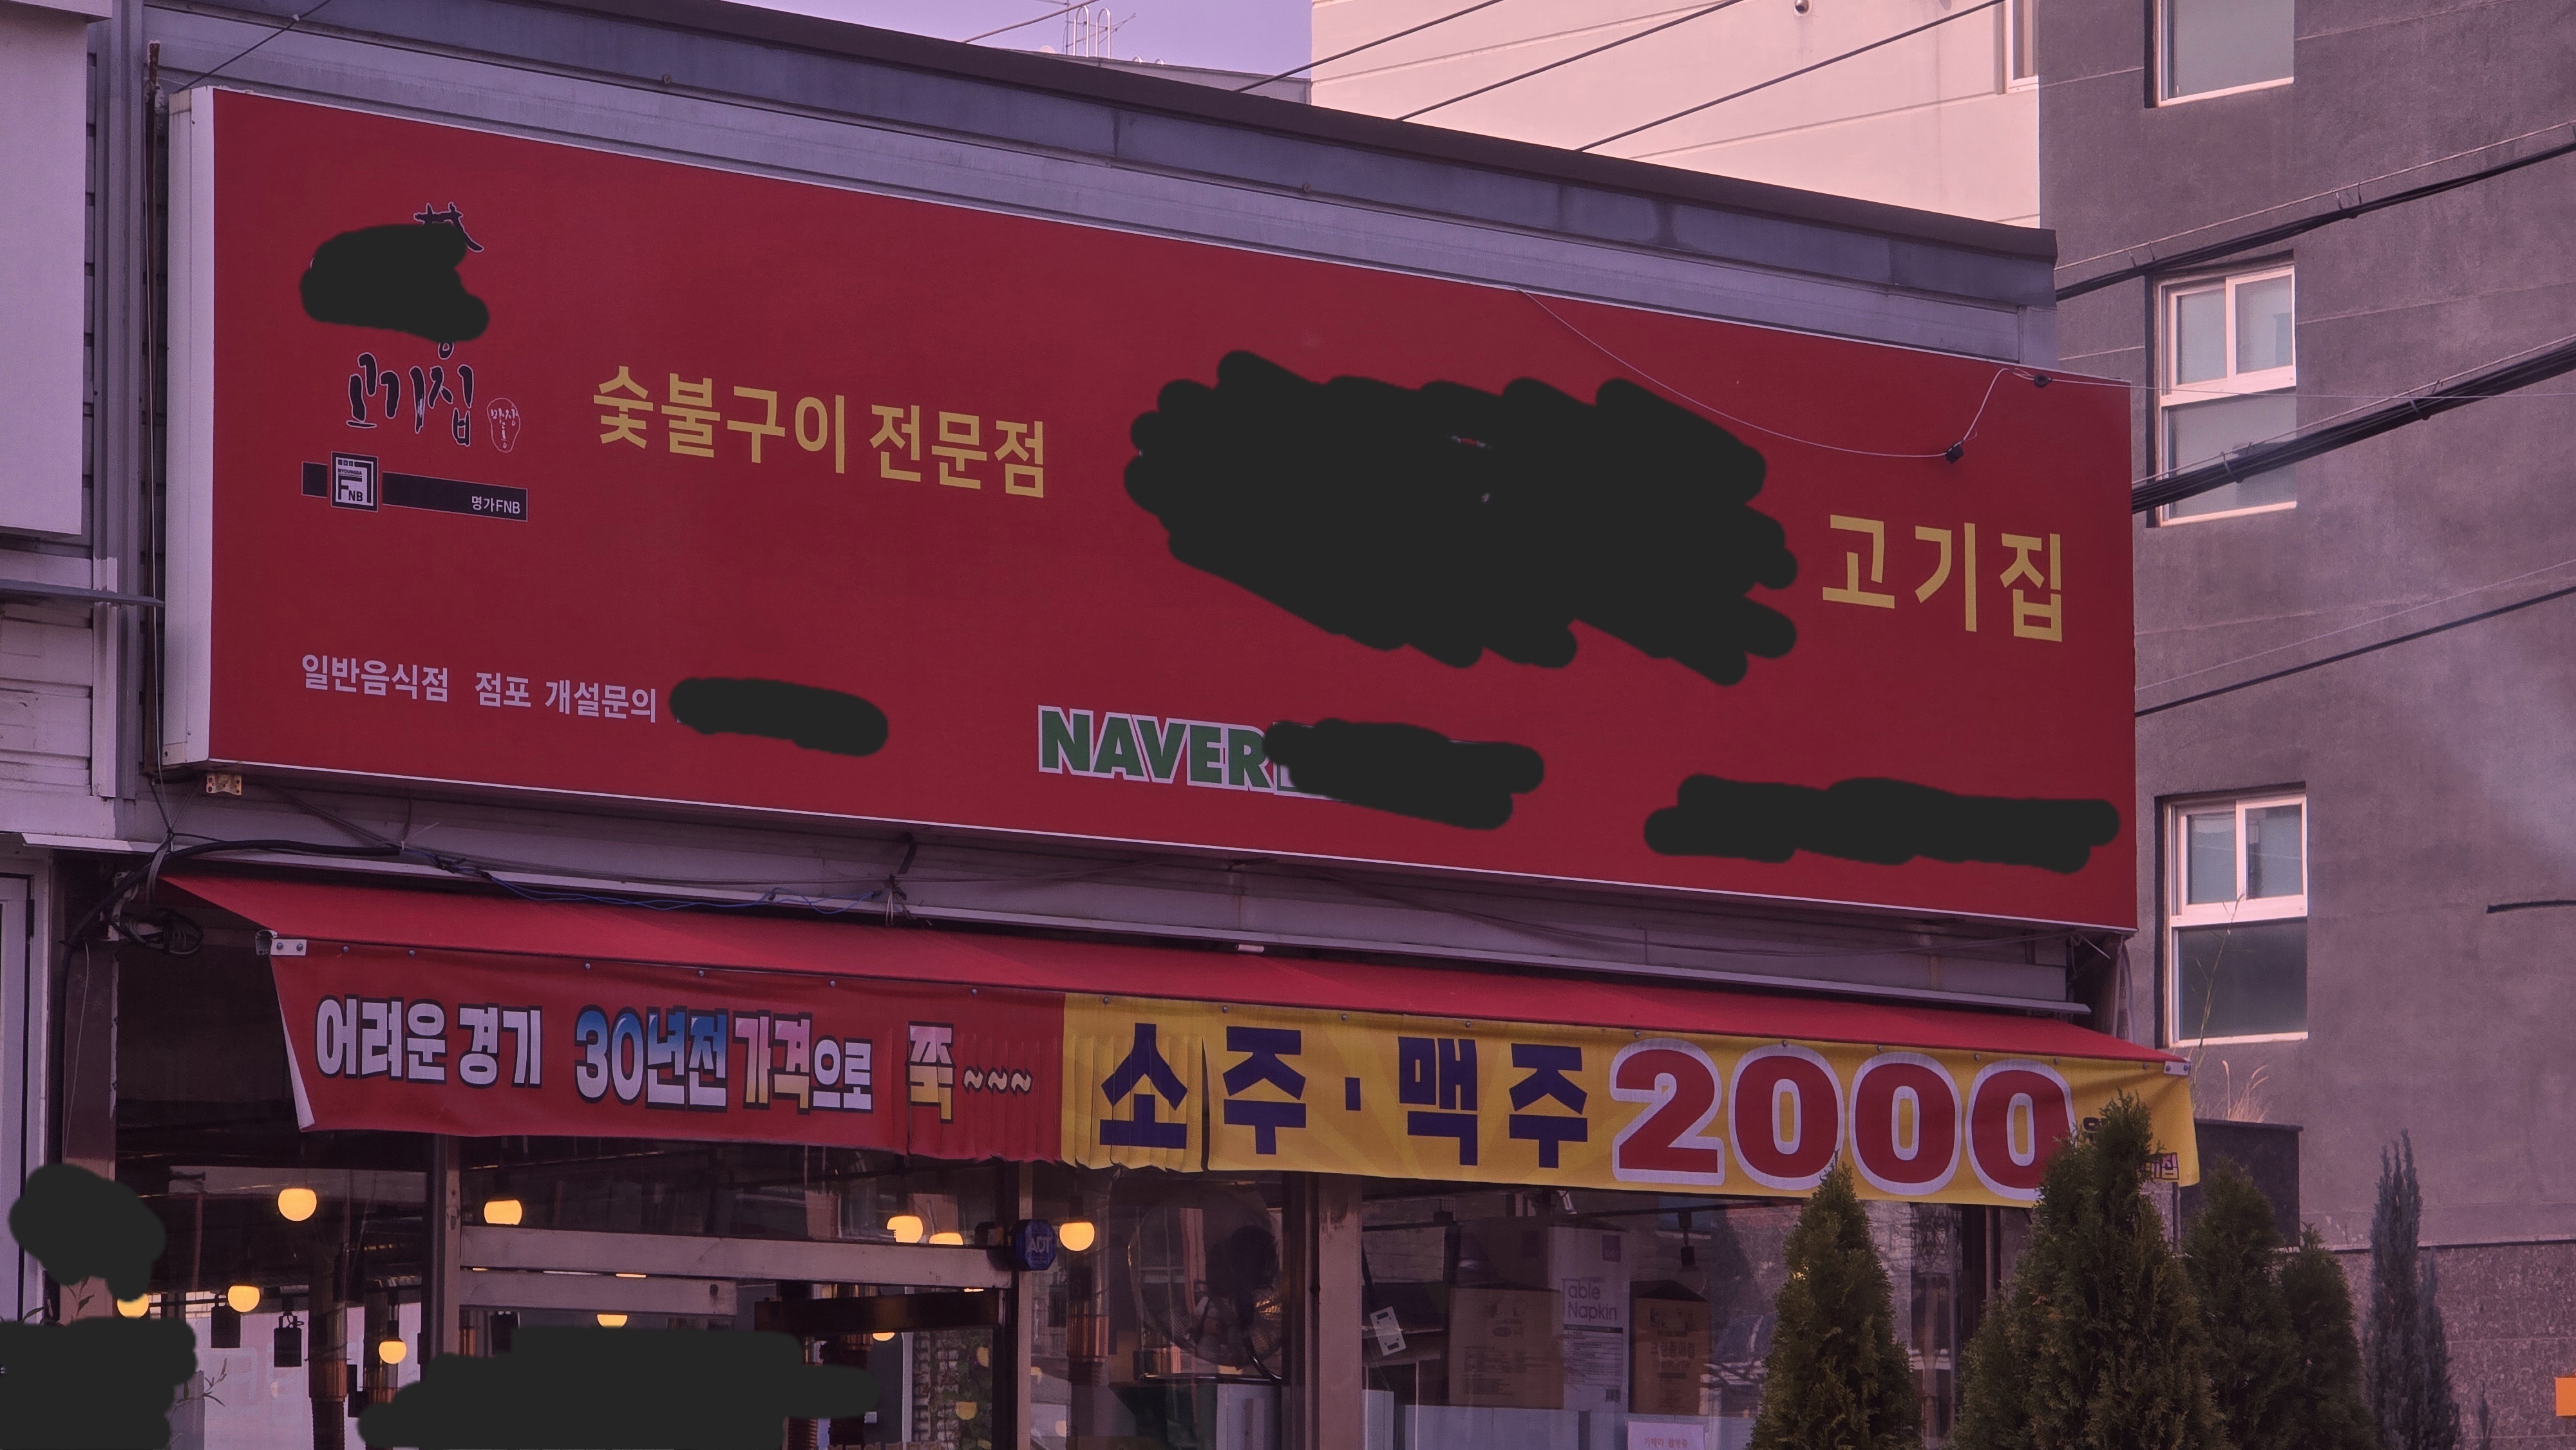 고기집
명가FNB
숯불구이 전문점
고기집
일반음식점 점포 개설문의
NAVER
어려운 경기 30년전 가격으로 쭉~~~
소주·맥주 2000
ADT
Table
Napkin